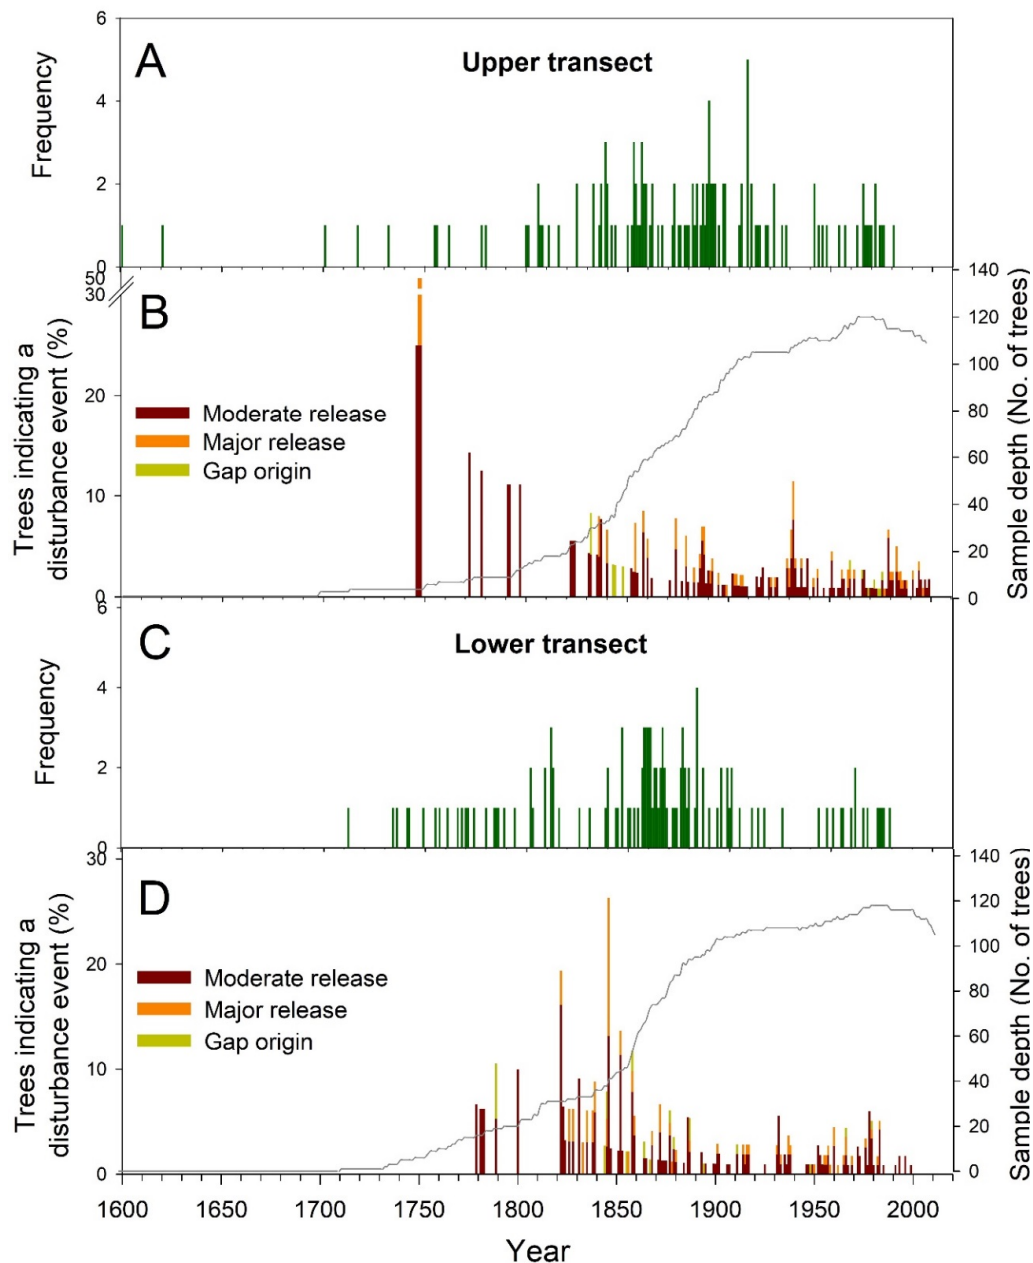 6
A
Upper transect
4
Frequency
2
0
50
30
B
20
10
0
Trees indicating a
disturbance event (%)
Moderate release
Major release
Gap origin
140
120
100
80
60
40
20
0
Sample depth (No. of trees)
6
C
Lower transect
4
Frequency
2
0
30
D
20
10
0
Trees indicating a
disturbance event (%)
Moderate release
Major release
Gap origin
140
120
100
80
60
40
20
0
Sample depth (No. of trees)
1600 1650 1700 1750 1800 1850 1900 1950 2000
Year